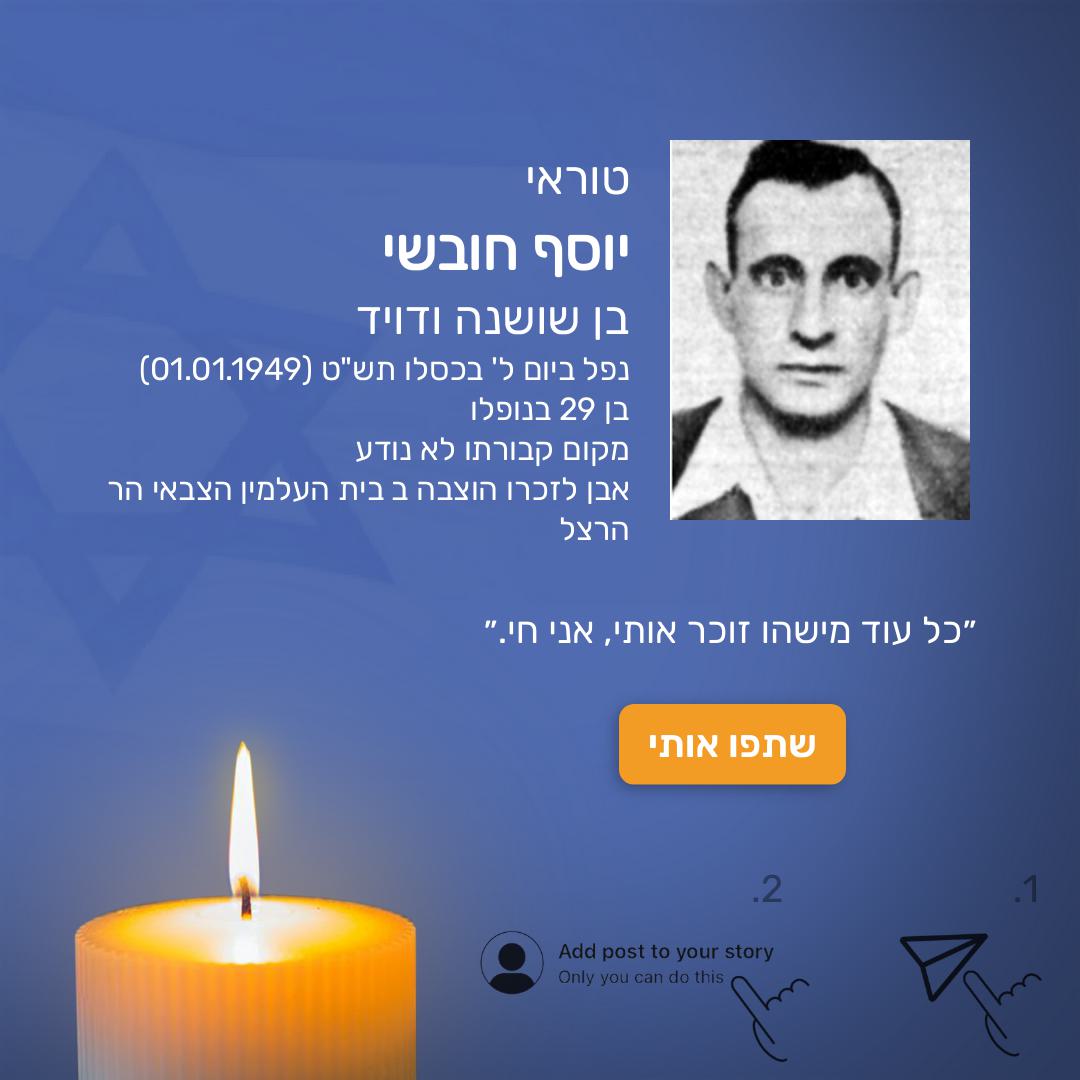 טוראי
יוסף חובשי
בן שושנה ודויד
נפל ביום ל' בכסלו תש"ט (01.01.1949)
בן 29 בנופלו
מקום קבורתו לא נודע
אבן לזכרו הוצבה ב בית העלמין הצבאי הר
הרצל
״כל עוד מישהו זוכר אותי, אני חי.״
שתפו אותי
1.
2.
Add post to your story
Only you can do this